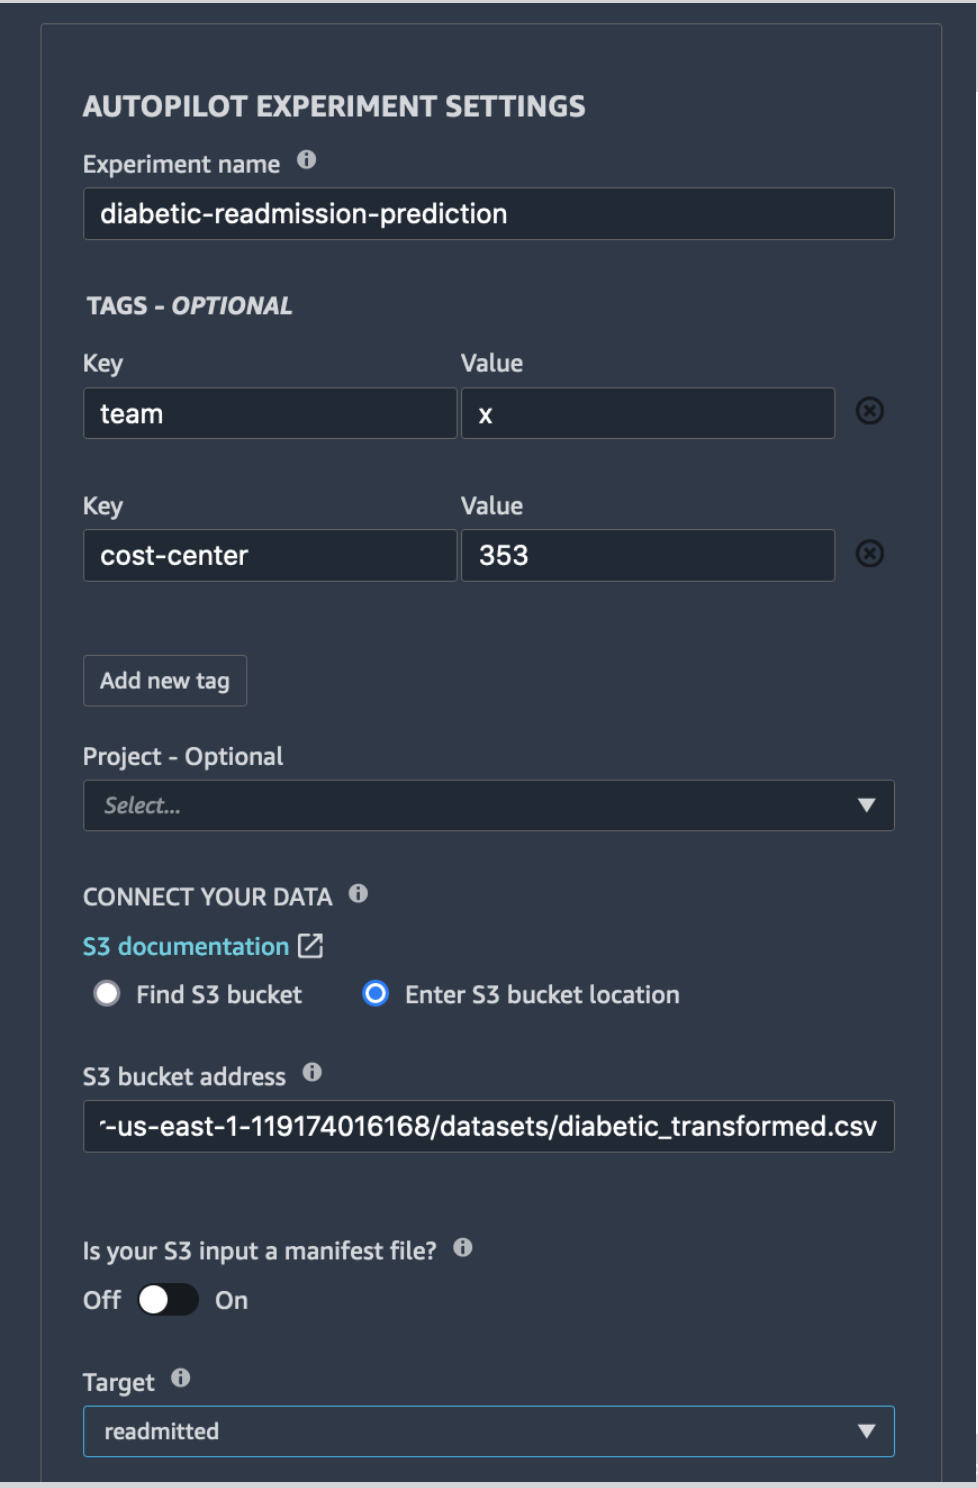 AUTOPILOT EXPERIMENT SETTINGS
Experiment name
diabetic-readmission-prediction
TAGS - OPTIONAL
Key Value
team x
Key Value
cost-center 353
Add new tag
Project - Optional
Select...
CONNECT YOUR DATA
S3 documentation
Find S3 bucket Enter S3 bucket location
S3 bucket address
r-us-east-1-119174016168/datasets/diabetic_transformed.csv
Is your S3 input a manifest file?
Off On
Target
readmitted